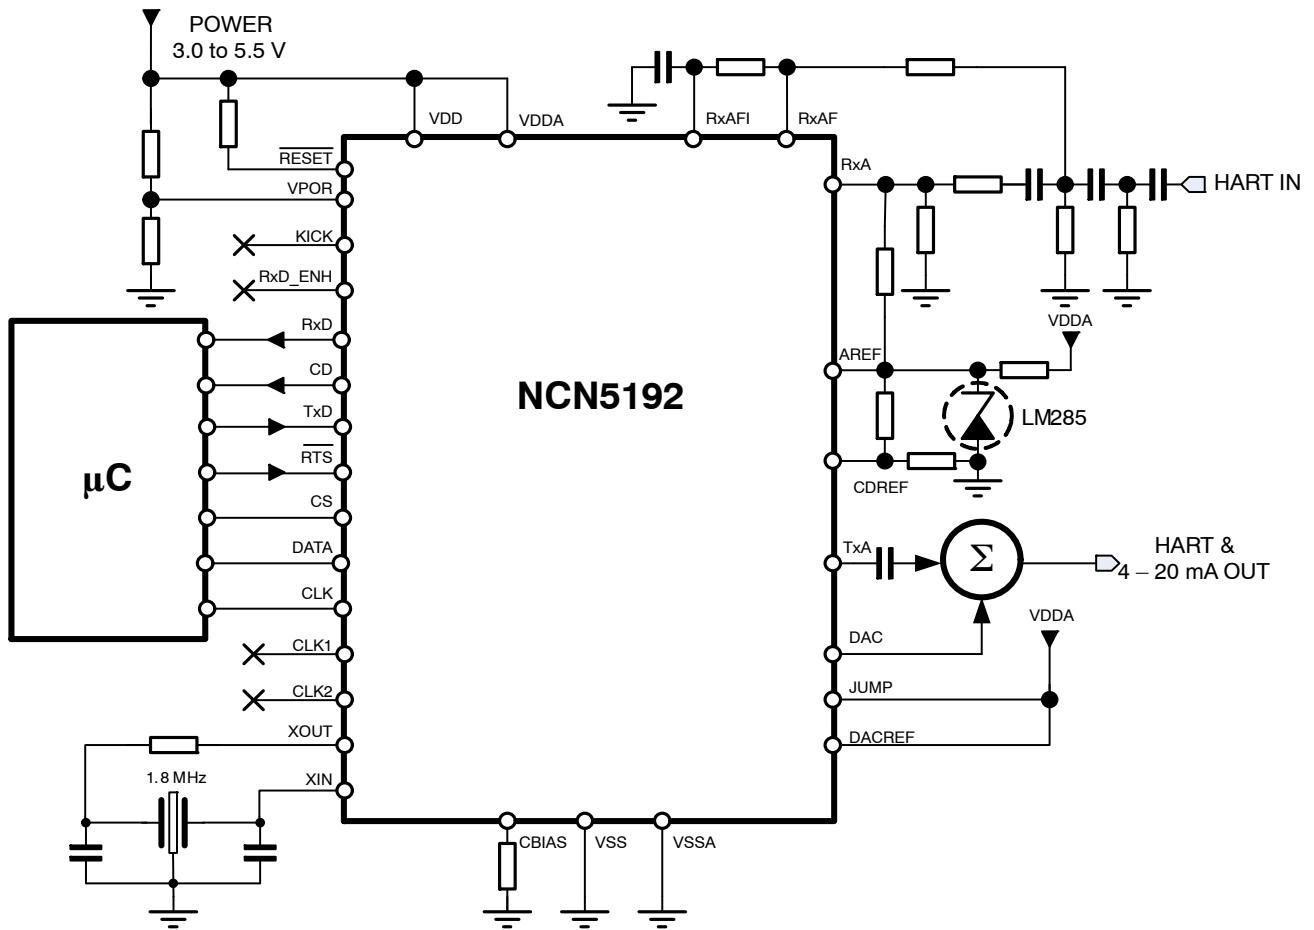 POWER
3.0 to 5.5 V
VDD
VDDA
RxAFI
RxAF
RESET
VPOR
KICK
RxD_ENH
RxD
CD
TxD
RTS
CS
DATA
CLK
CLK1
CLK2
XOUT
XIN
1.8 MHz
μC
NCN5192
RxA
HART IN
VDDA
AREF
LM285
CDREF
TxA
Σ
HART &
4 – 20 mA OUT
DAC
VDDA
JUMP
DACREF
CBIAS
VSS
VSSA